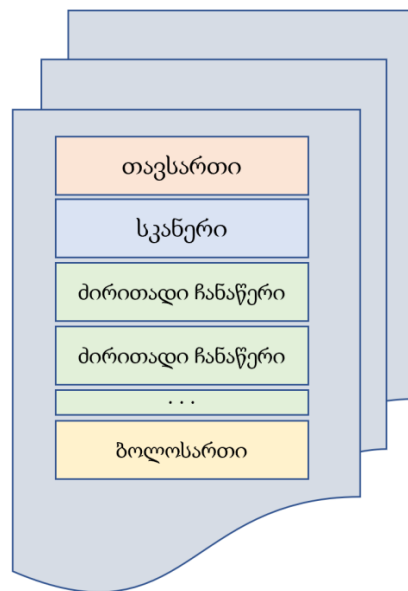 თავსართი
სკანერი
ძირითადი ჩანაწერი
ძირითადი ჩანაწერი
...
ბოლოსართი